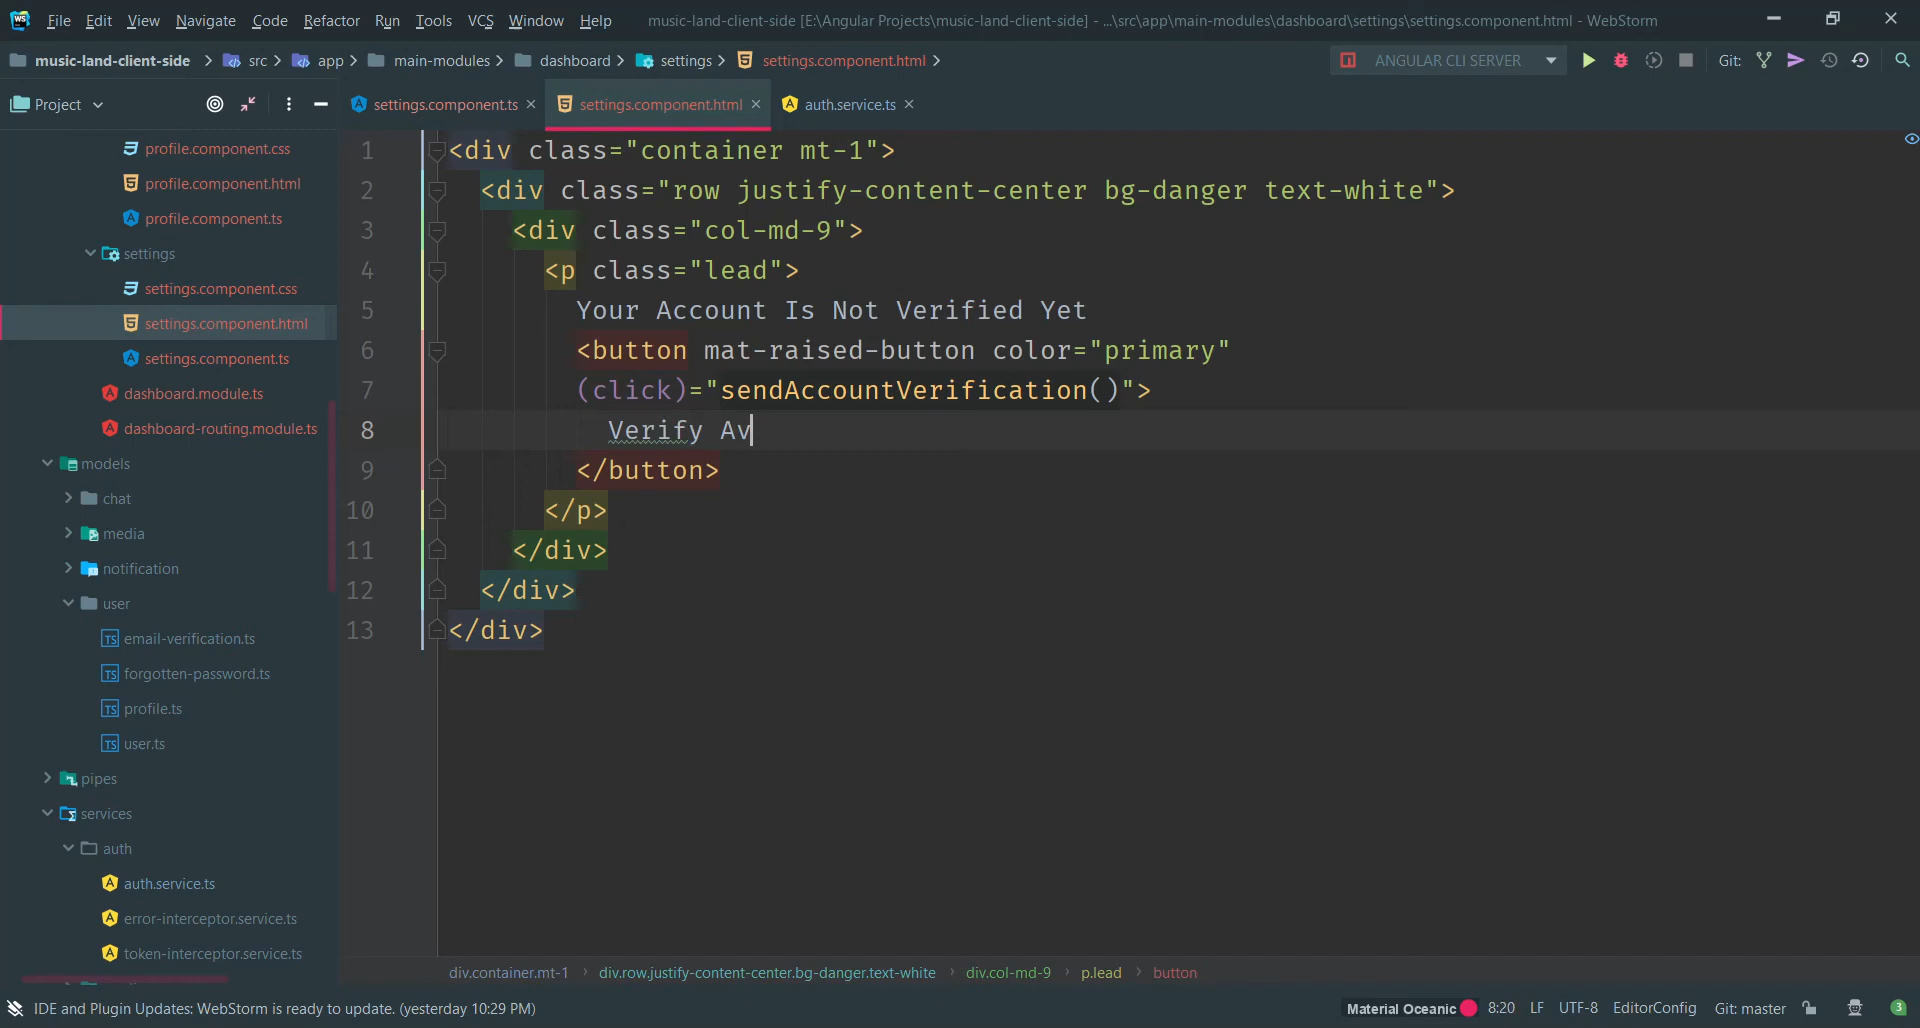 WS File Edit View Navigate Code Refactor Run Tools VCS Window Help music-land-client-side [E:\Angular Projects\music-land-client-side] - ...\src\app\main-modules\dashboard\settings\settings.component.html - WebStorm
music-land-client-side src app main-modules dashboard settings settings.component.html ANGULAR CLI SERVER Git:
Project settings.component.ts settings.component.html auth.service.ts
profile.component.css
profile.component.html
profile.component.ts
settings
settings.component.css
settings.component.html
settings.component.ts
dashboard.module.ts
dashboard-routing.module.ts
models
chat
media
notification
user
TS email-verification.ts
TS forgotten-password.ts
TS profile.ts
TS user.ts
pipes
services
auth
auth.service.ts
error-interceptor.service.ts
token-interceptor.service.ts
1 <div class="container mt-1">
2 <div class="row justify-content-center bg-danger text-white">
3 <div class="col-md-9">
4 <p class="lead">
5 Your Account Is Not Verified Yet
6 <button mat-raised-button color="primary"
7 (click)="sendAccountVerification()">
8 Verify Av
9 </button>
10 </p>
11 </div>
12 </div>
13 </div>
div.container.mt-1 div.row.justify-content-center.bg-danger.text-white div.col-md-9 p.lead button
IDE and Plugin Updates: WebStorm is ready to update. (yesterday 10:29 PM) Material Oceanic 8:20 LF UTF-8 EditorConfig Git: master 3